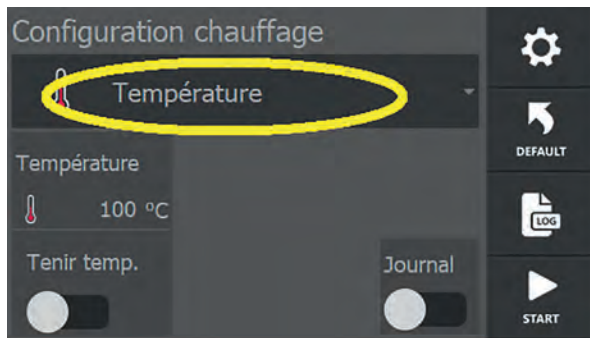 Configuration chauffage
Température
DEFAULT
Température
100 °C
LOG
Tenir temp.
Journal
START